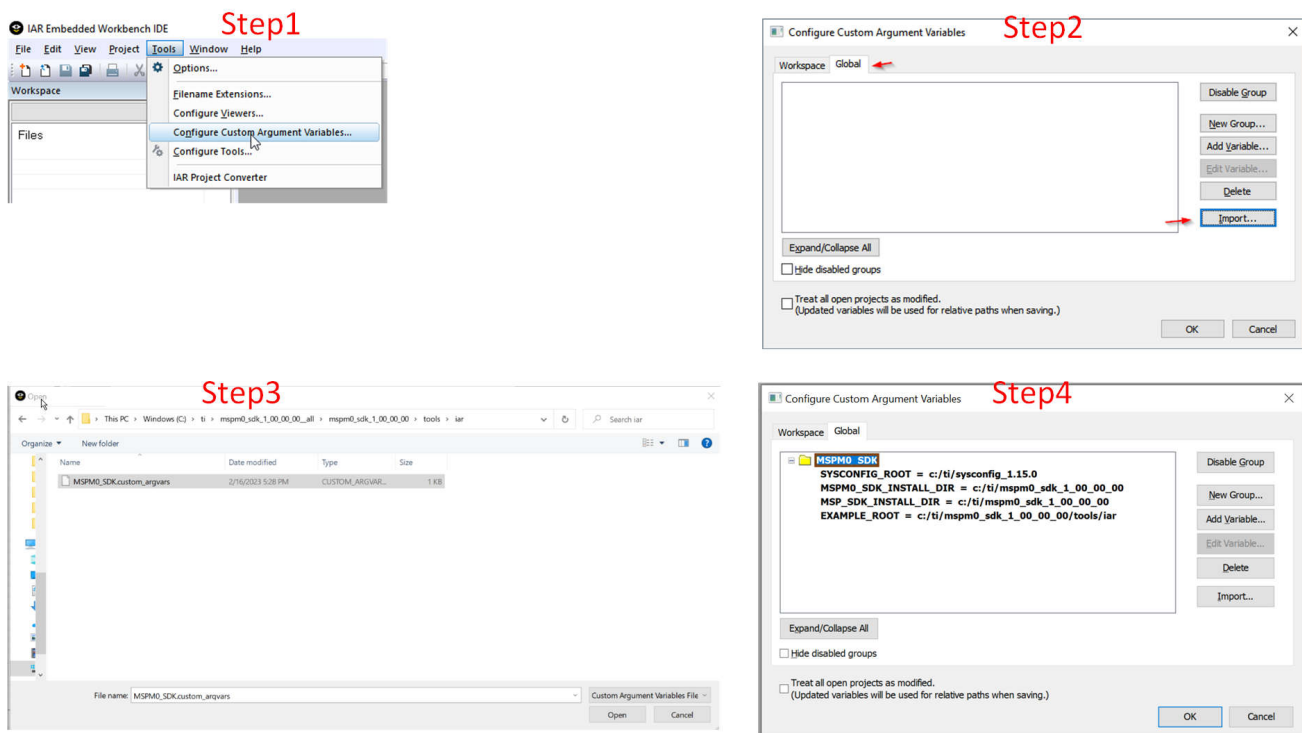 Step1
IAR Embedded Workbench IDE
File Edit View Project Tools Window Help
Options...
Workspace
Filename Extensions...
Configure Viewers...
Files
Configure Custom Argument Variables...
Configure Tools...
IAR Project Converter
Step2
Configure Custom Argument Variables
Workspace Global
Disable Group
New Group...
Add Variable...
Edit Variable...
Delete
Import...
Expand/Collapse All
Hide disabled groups
Treat all open projects as modified.
(Updated variables will be used for relative paths when saving.)
OK Cancel
Step3
Open
This PC › Windows (C:) › ti › mspm0_sdk_1_00_00_00__all › mspm0_sdk_1_00_00_00 › tools › iar
Search iar
Organize New folder
Name Date modified Type Size
MSPM0_SDK.custom_argvars 2/16/2023 5:28 PM CUSTOM_ARGVAR... 1 KB
File name: MSPM0_SDK.custom_argvars Custom Argument Variables File
Open Cancel
Step4
Configure Custom Argument Variables
Workspace Global
MSPM0_SDK
SYSCONFIG_ROOT = c:/ti/sysconfig_1.15.0
MSPM0_SDK_INSTALL_DIR = c:/ti/mspm0_sdk_1_00_00_00
MSP_SDK_INSTALL_DIR = c:/ti/mspm0_sdk_1_00_00_00
EXAMPLE_ROOT = c:/ti/mspm0_sdk_1_00_00_00/tools/iar
Disable Group
New Group...
Add Variable...
Edit Variable...
Delete
Import...
Expand/Collapse All
Hide disabled groups
Treat all open projects as modified.
(Updated variables will be used for relative paths when saving.)
OK Cancel